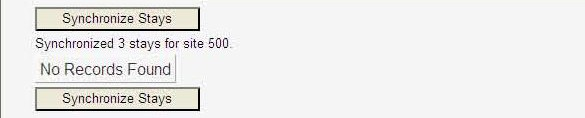 Synchronize Stays
Synchronized 3 stays for site 500.
No Records Found
Synchronize Stays